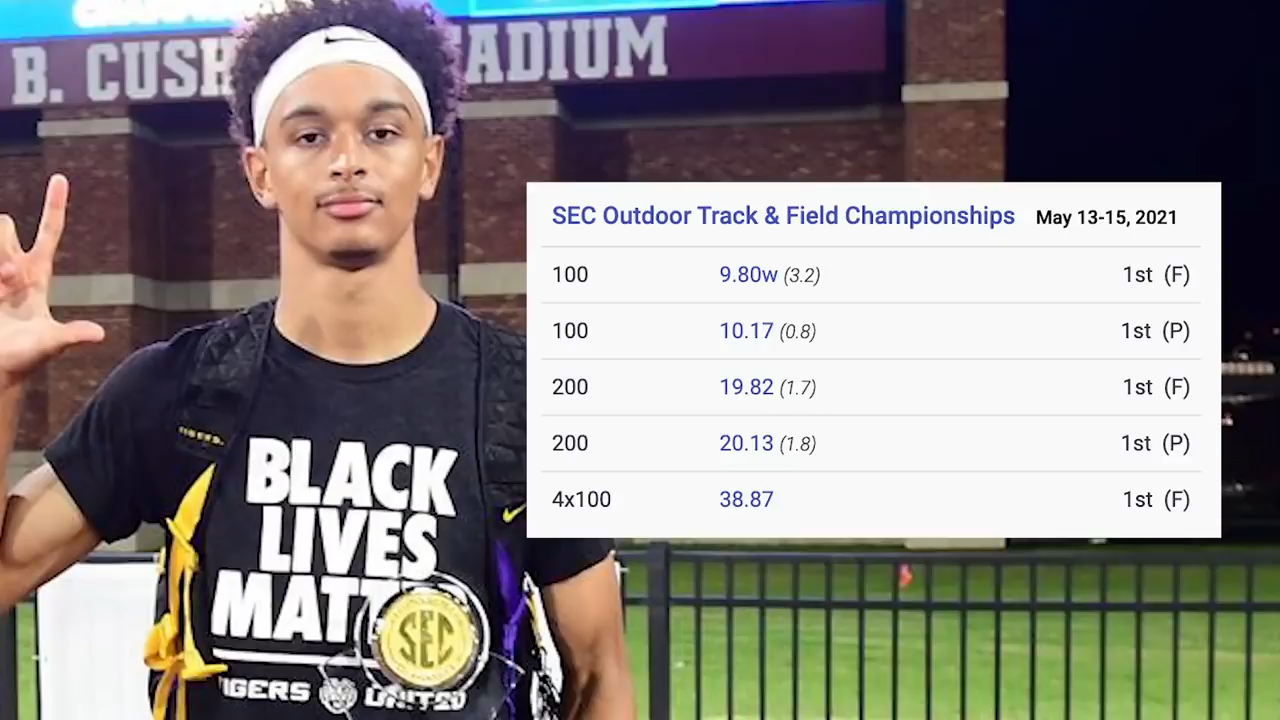 B. CUSH
ADIUM
SEC Outdoor Track & Field Championships May 13-15, 2021
100 9.80w (3.2) 1st (F)
100 10.17 (0.8) 1st (P)
200 19.82 (1.7) 1st (F)
200 20.13 (1.8) 1st (P)
4x100 38.87 1st (F)
TIGERS
BLACK
LIVES
MATT
SEC
TIGERS UNITED